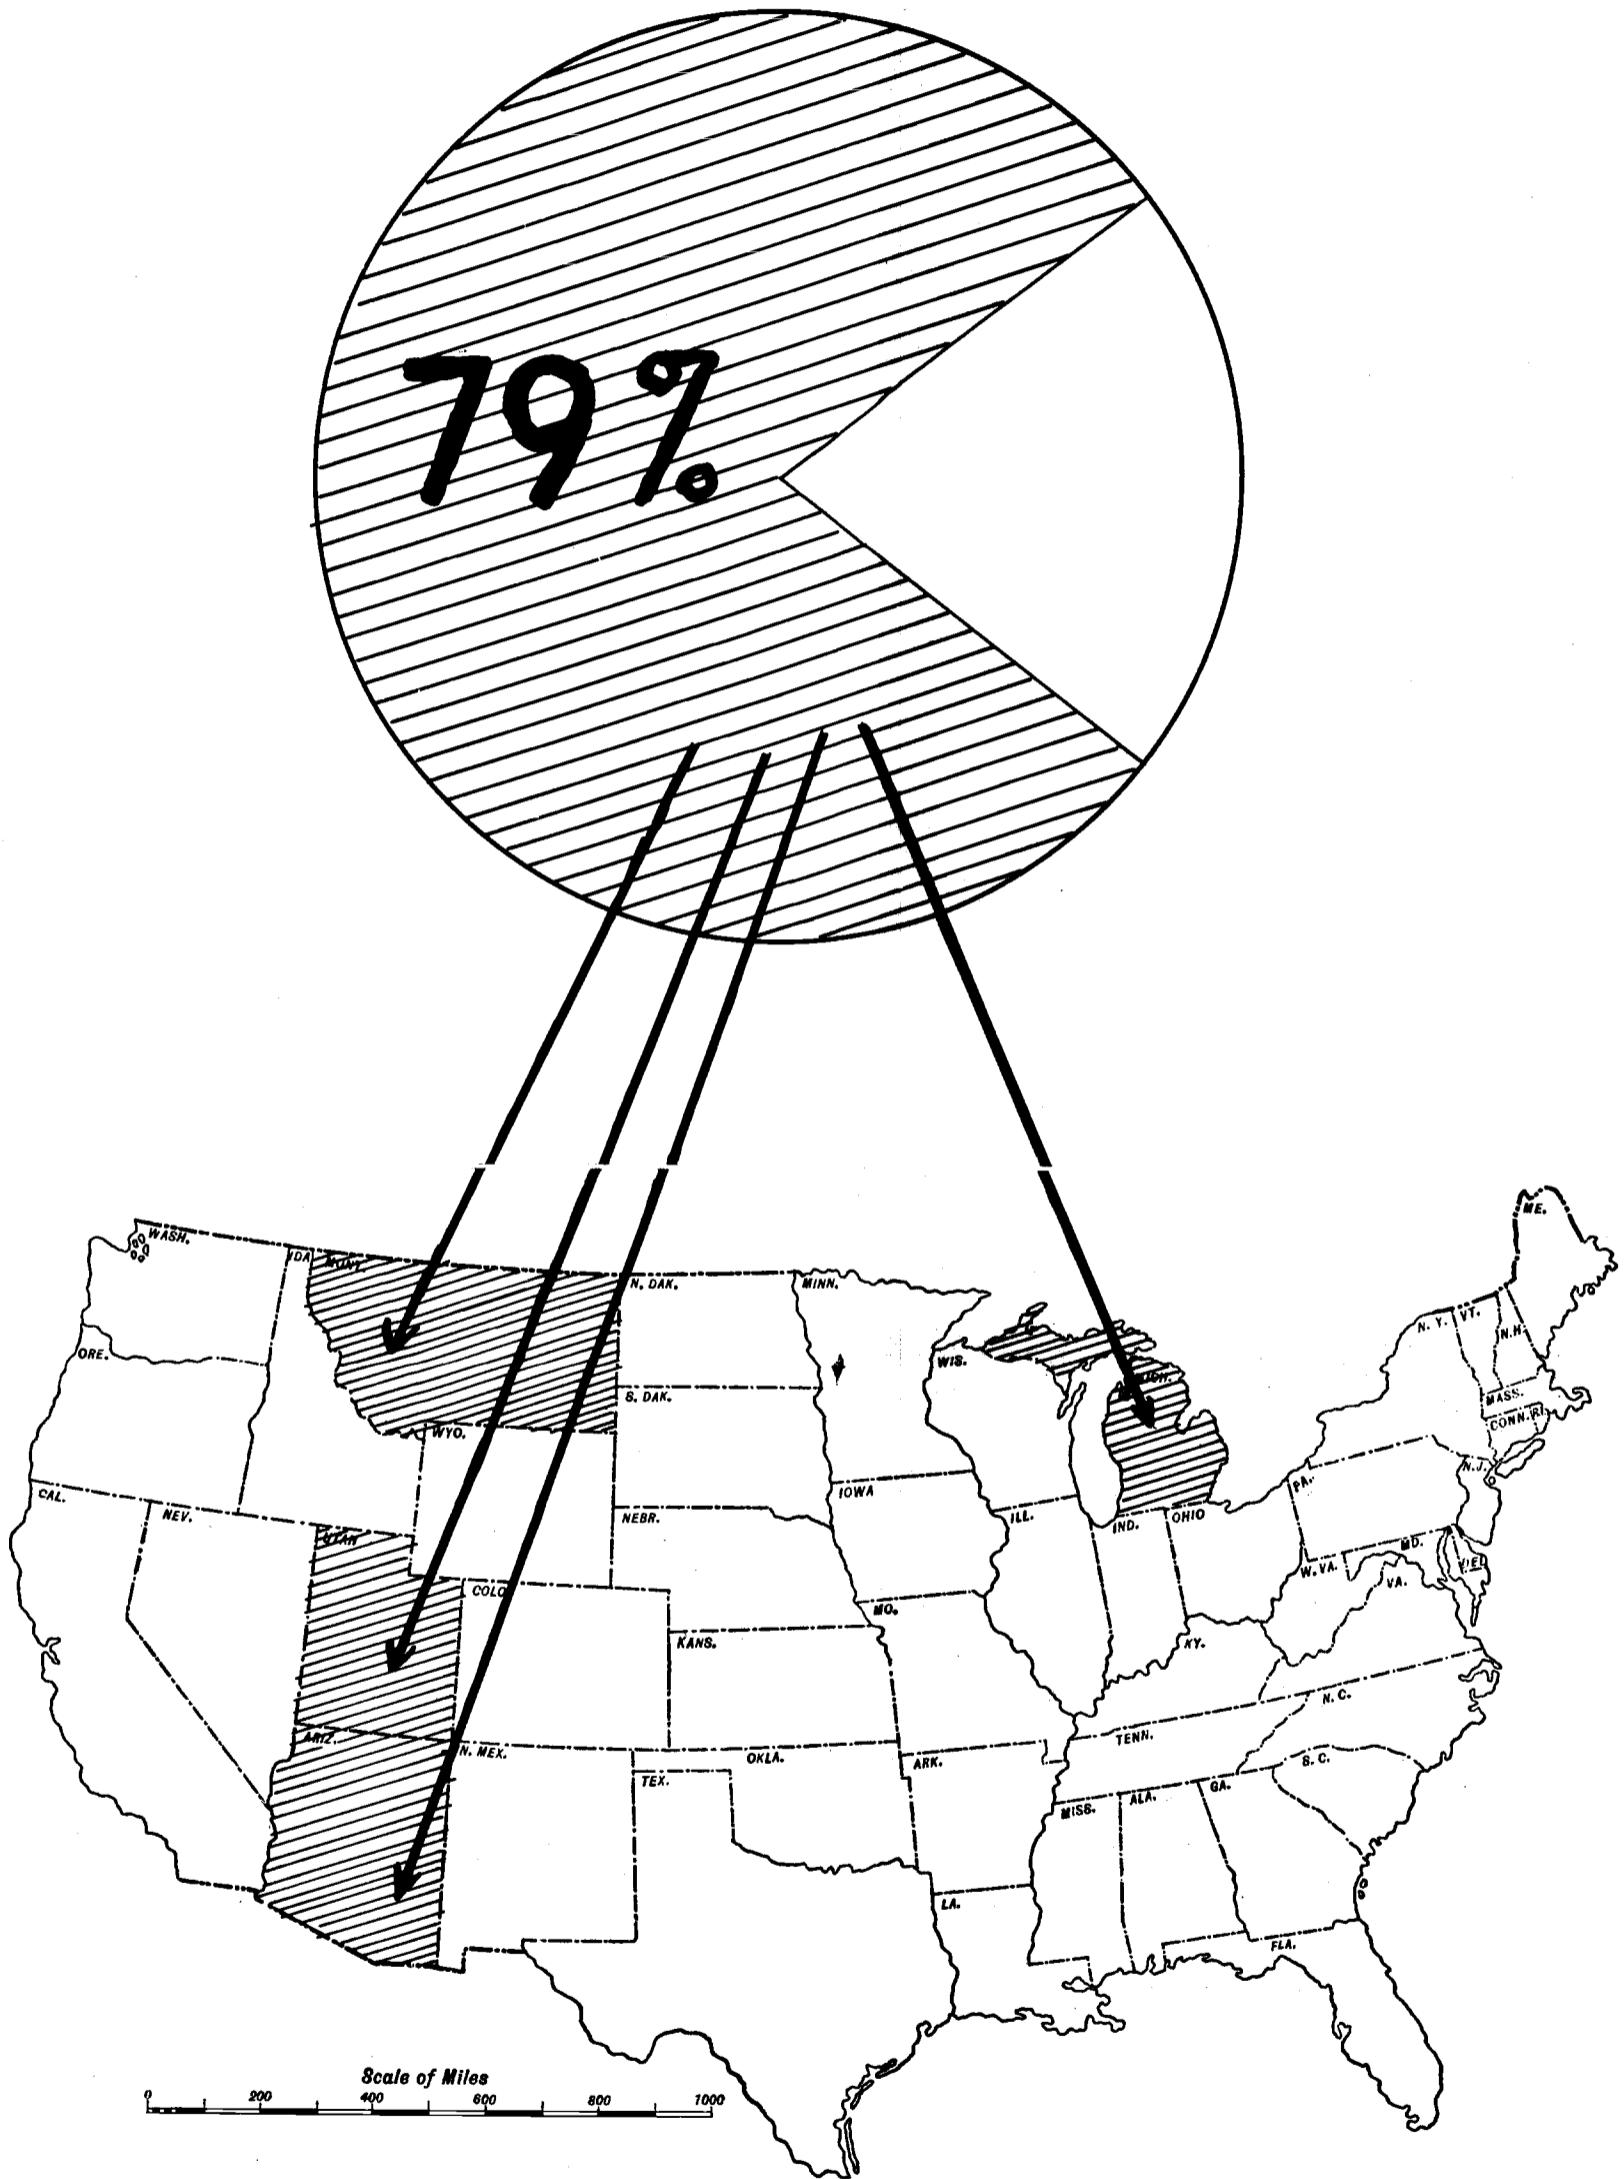 79%
ME.
WASH.
IDA.
MONT.
N. DAK.
MINN.
N. Y.
VT.
N.H.
ORE.
WIS.
MICH.
S. DAK.
MASS.
CONN.
R.I.
WYO.
N.J.
PA.
CAL.
NEV.
IOWA
NEBR.
ILL.
IND.
OHIO
UTAH
MD.
DEL.
W. VA.
VA.
COLO.
MO.
KANS.
KY.
N. C.
ARIZ.
N. MEX.
OKLA.
ARK.
TENN.
S. C.
TEX.
MISS.
ALA.
GA.
LA.
FLA.
Scale of Miles
0 200 400 600 800 1000